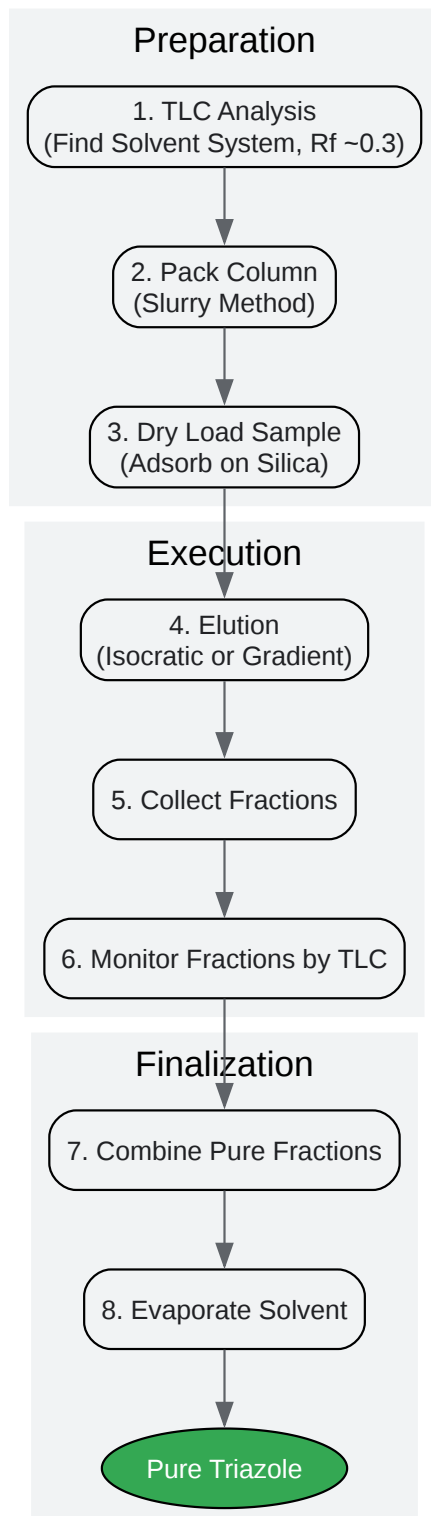 Preparation
1. TLC Analysis
(Find Solvent System, Rf ~0.3)
2. Pack Column
(Slurry Method)
3. Dry Load Sample
(Adsorb on Silica)
Execution
4. Elution
(Isocratic or Gradient)
5. Collect Fractions
6. Monitor Fractions by TLC
Finalization
7. Combine Pure Fractions
8. Evaporate Solvent
Pure Triazole